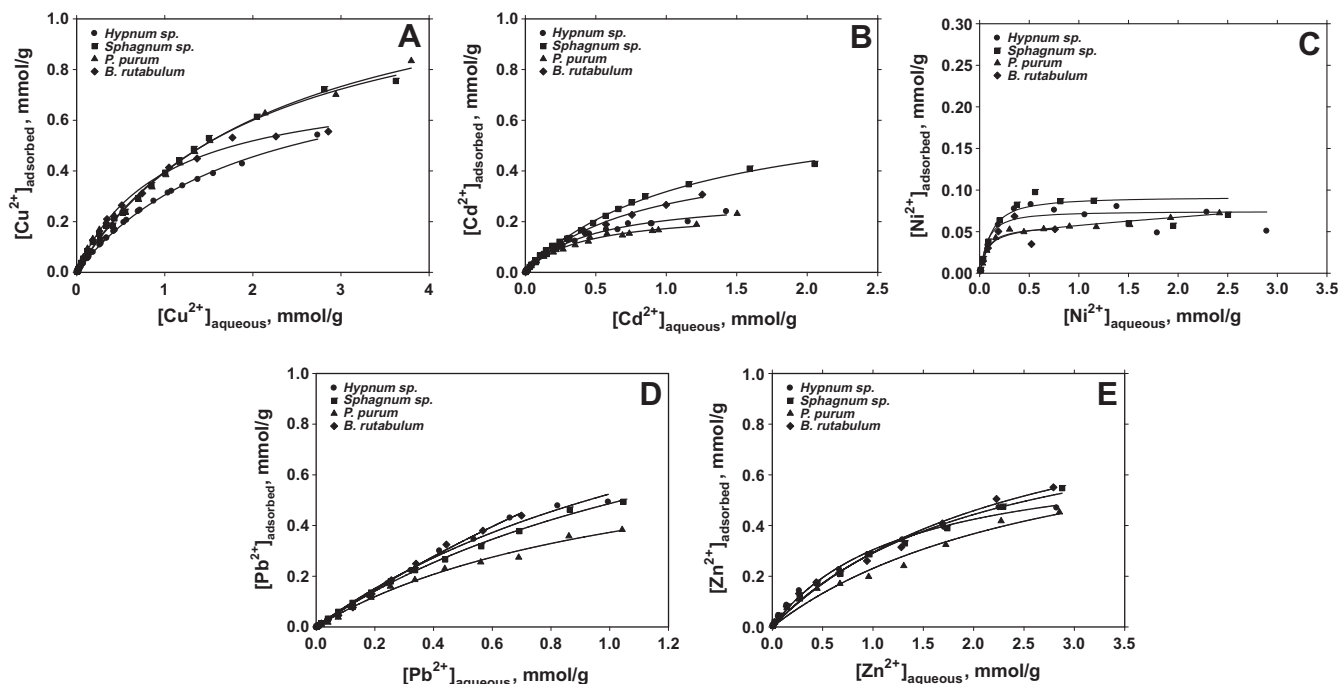 A
Hypnum sp.
Sphagnum sp.
P. purum
B. rutabulum
[Cu²⁺]adsorbed, mmol/g
1.0
0.8
0.6
0.4
0.2
0.0
0 1 2 3 4
[Cu²⁺]aqueous, mmol/g
B
Hypnum sp.
Sphagnum sp.
P. purum
B. rutabulum
[Cd²⁺]adsorbed, mmol/g
1.0
0.8
0.6
0.4
0.2
0.0
0.0 0.5 1.0 1.5 2.0 2.5
[Cd²⁺]aqueous, mmol/g
C
Hypnum sp.
Sphagnum sp.
P. purum
B. rutabulum
[Ni²⁺]adsorbed, mmol/g
0.30
0.25
0.20
0.15
0.10
0.05
0.00
0.0 0.5 1.0 1.5 2.0 2.5 3.0 3.5
[Ni²⁺]aqueous, mmol/g
D
Hypnum sp.
Sphagnum sp.
P. purum
B. rutabulum
[Pb²⁺]adsorbed, mmol/g
1.0
0.8
0.6
0.4
0.2
0.0
0.0 0.2 0.4 0.6 0.8 1.0 1.2
[Pb²⁺]aqueous, mmol/g
E
Hypnum sp.
Sphagnum sp.
P. purum
B. rutabulum
[Zn²⁺]adsorbed, mmol/g
1.0
0.8
0.6
0.4
0.2
0.0
0.0 0.5 1.0 1.5 2.0 2.5 3.0 3.5
[Zn²⁺]aqueous, mmol/g